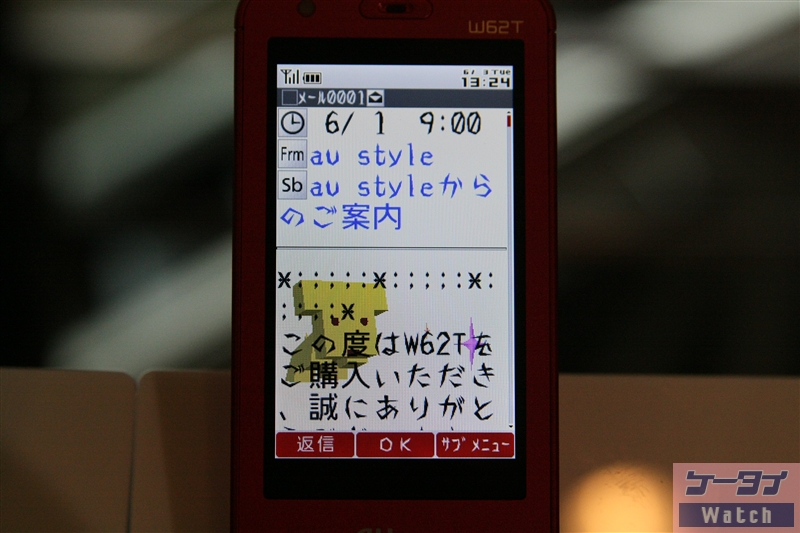 W62T
6/ 3 TUE
13:24
メール0001
6/ 1 9:00
Frm au style
Sb au styleから
のご案内
*:::::*:::::*:
::::*
この度はW62Tを
ご購入いただき
、誠にありがと
返信 OK サブメニュー
ケータイ
Watch